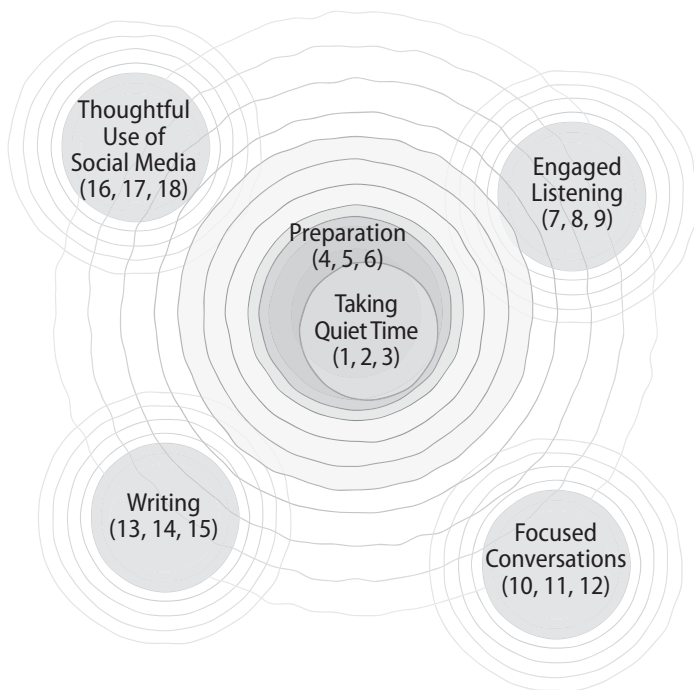 Thoughtful
Use of
Social Media
(16, 17, 18)
Engaged
Listening
(7, 8, 9)
Preparation
(4, 5, 6)
Taking
Quiet Time
(1, 2, 3)
Writing
(13, 14, 15)
Focused
Conversations
(10, 11, 12)